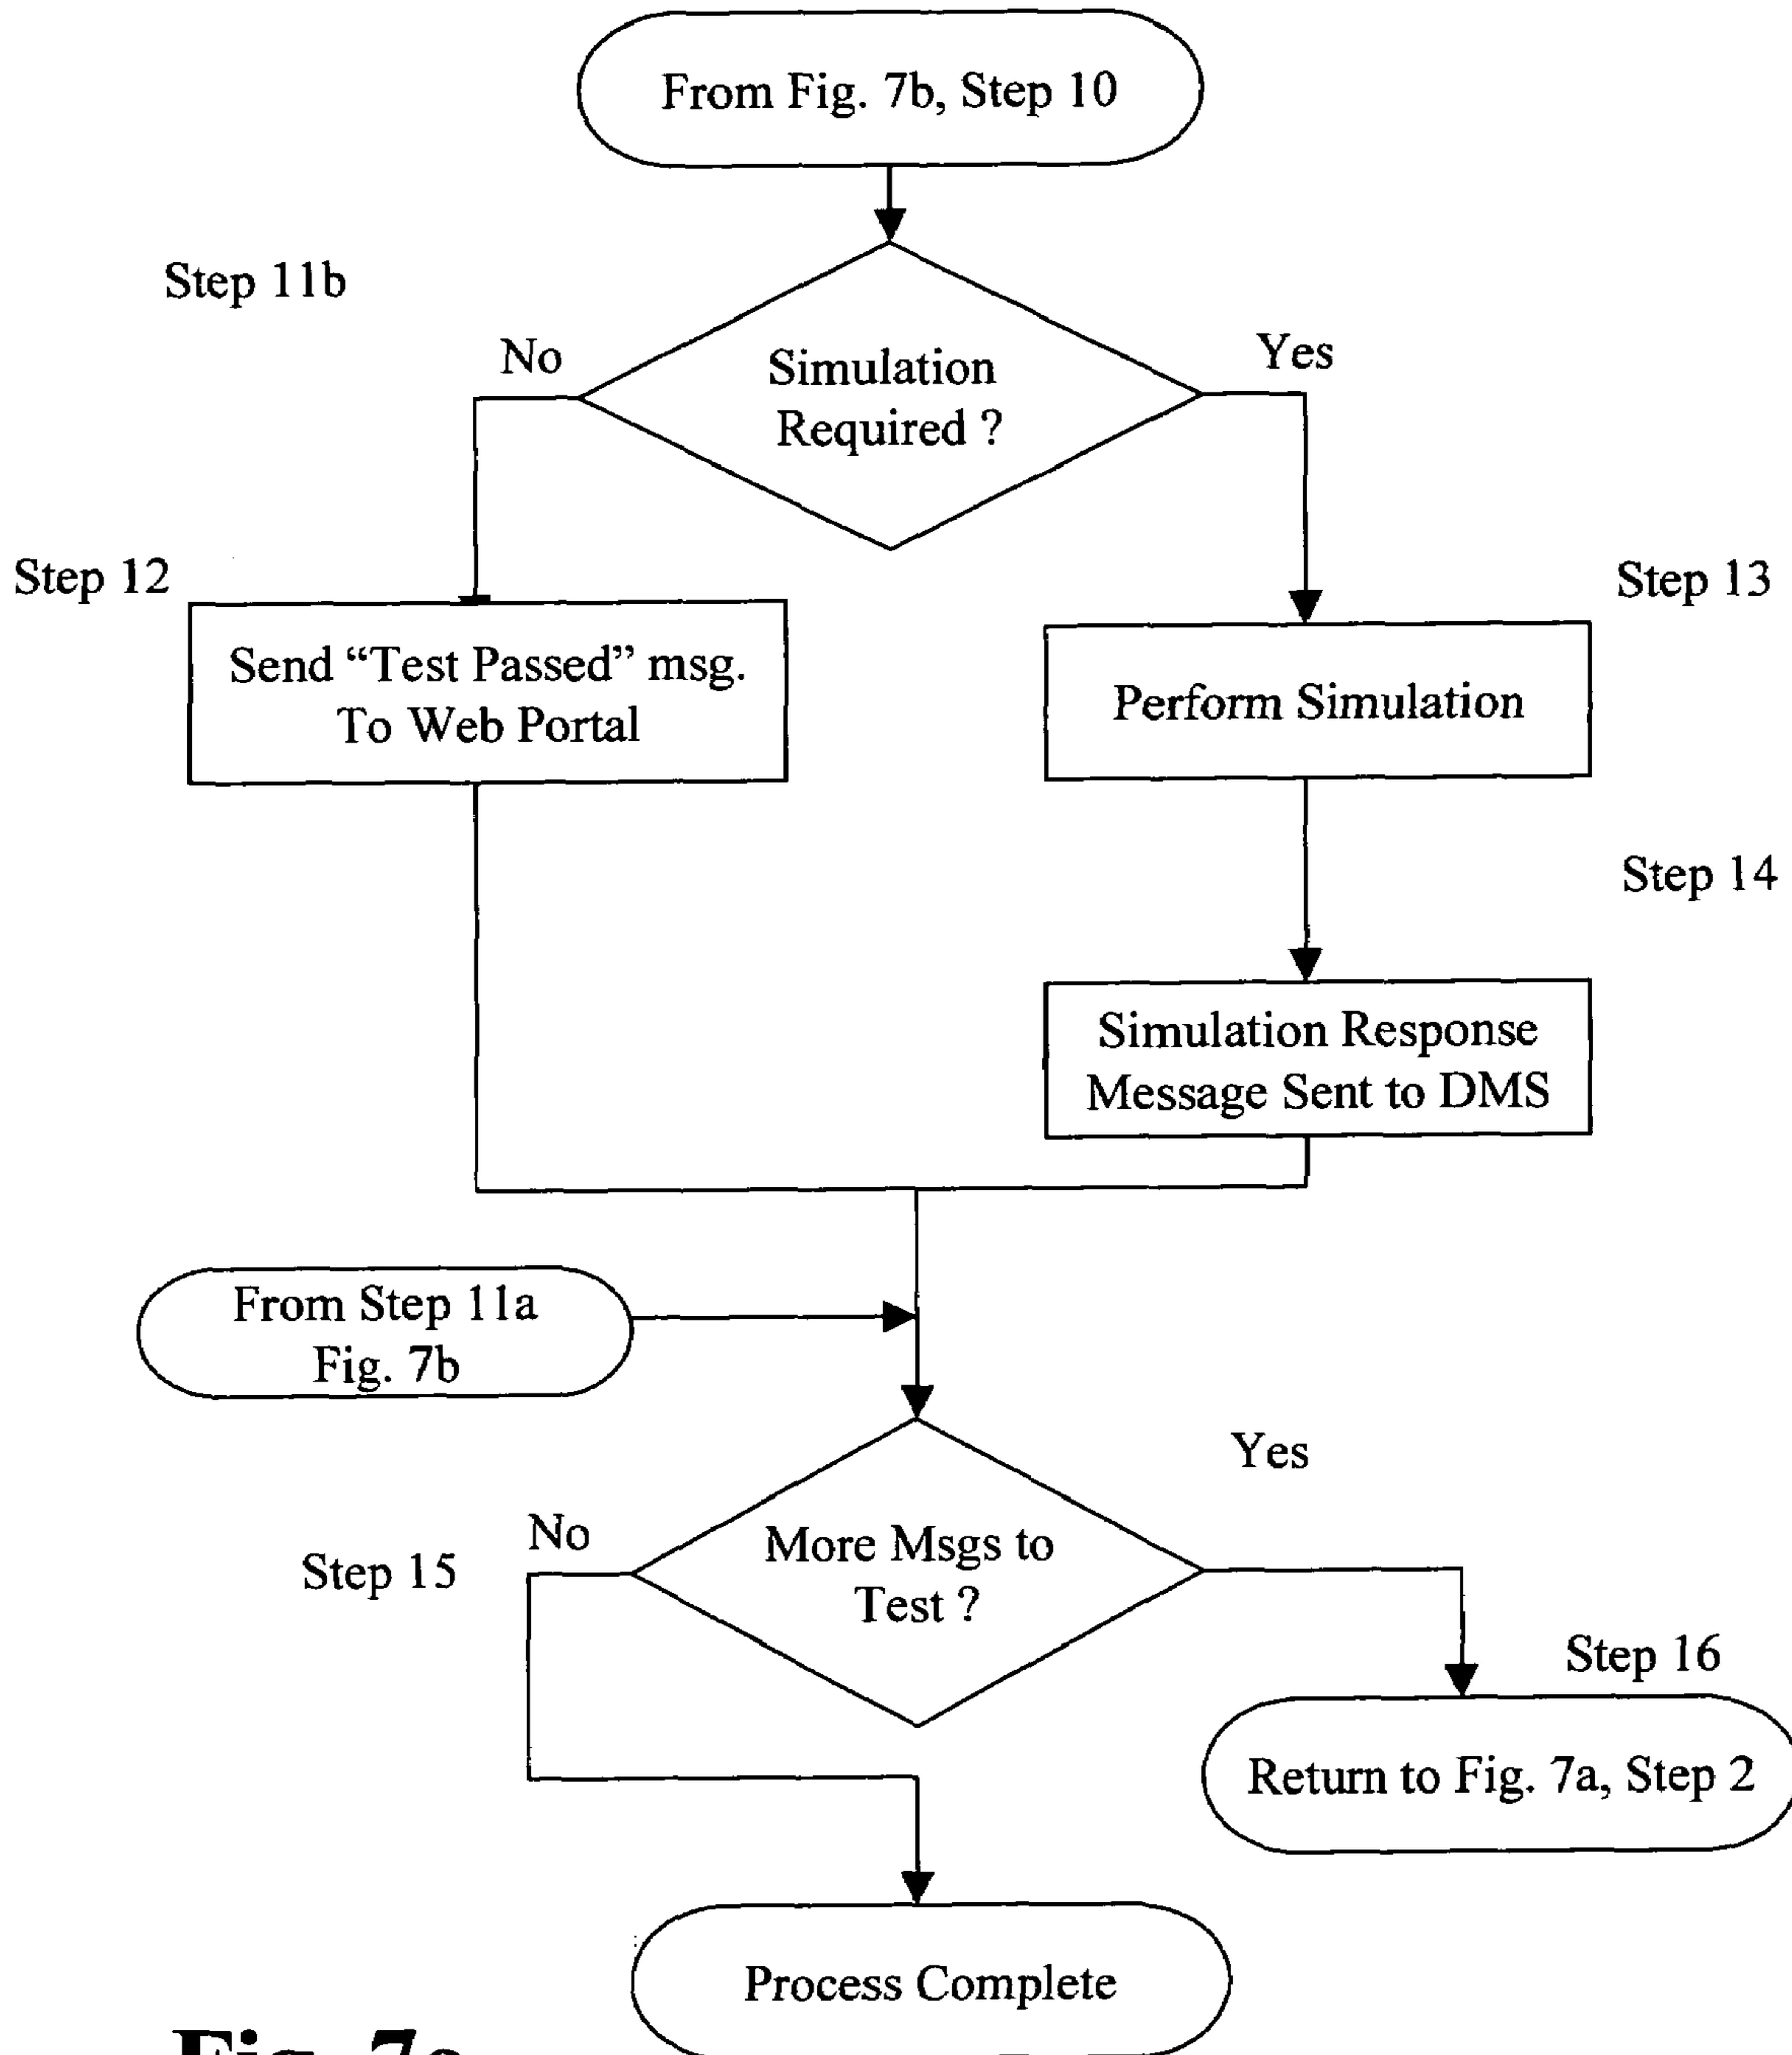 From Fig. 7b, Step 10
Step 11b
No
Yes
Simulation
Required ?
Step 12
Step 13
Send “Test Passed” msg.
To Web Portal
Perform Simulation
Step 14
Simulation Response
Message Sent to DMS
From Step 11a
Fig. 7b
Yes
No
Step 15
More Msgs to
Test ?
Step 16
Return to Fig. 7a, Step 2
Process Complete